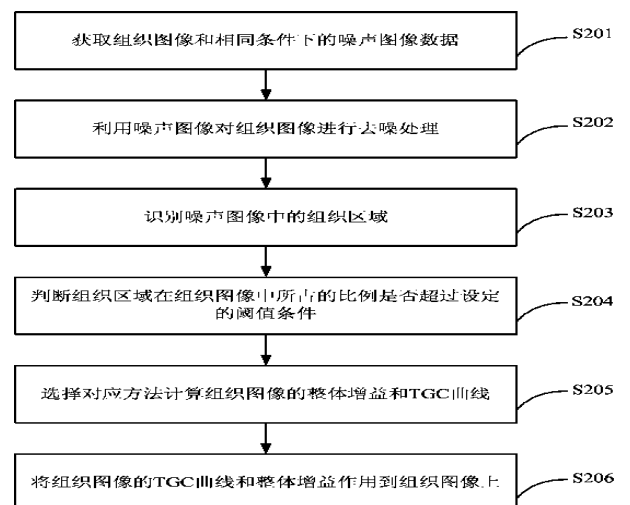 获取组织图像和相同条件下的噪声图像数据
S201
利用噪声图像对组织图像进行去噪处理
S202
识别噪声图像中的组织区域
S203
判断组织区域在组织图像中所占的比例是否超过设定
的阈值条件
S204
选择对应方法计算组织图像的整体增益和TGC曲线
S205
将组织图像的TGC曲线和整体增益作用到组织图像上
S206